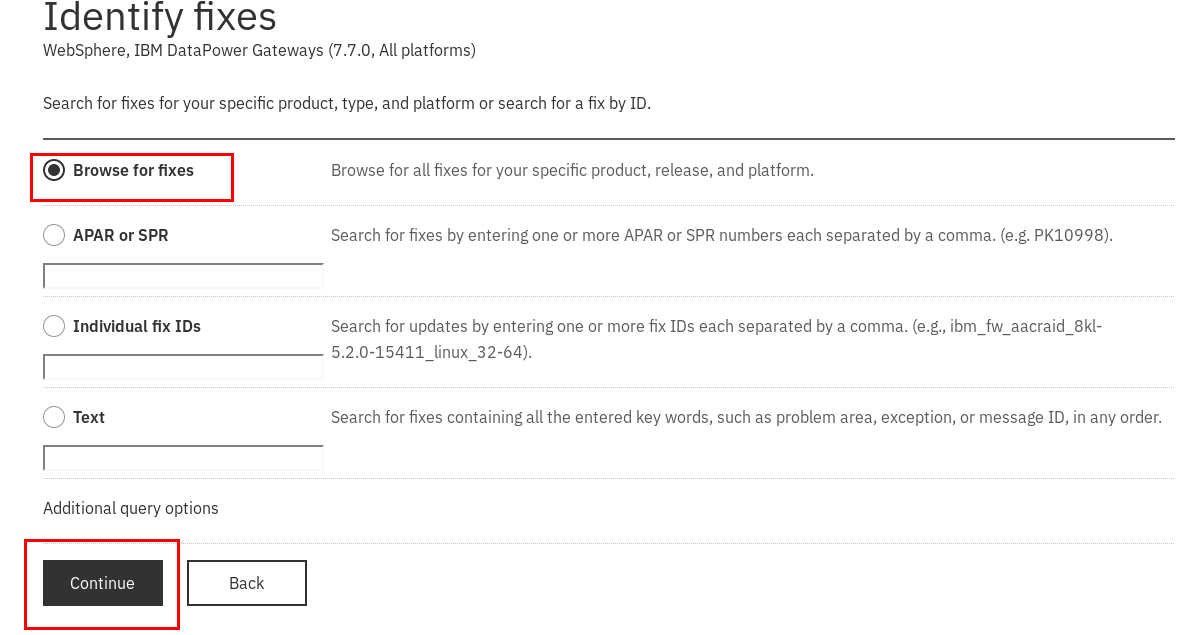 Identify fixes
WebSphere, IBM DataPower Gateways (7.7.0, All platforms)
Search for fixes for your specific product, type, and platform or search for a fix by ID.
Browse for fixes
Browse for all fixes for your specific product, release, and platform.
APAR or SPR
Search for fixes by entering one or more APAR or SPR numbers each separated by a comma. (e.g. PK10998).
Individual fix IDs
Search for updates by entering one or more fix IDs each separated by a comma. (e.g., ibm_fw_aacraid_8kl-
5.2.0-15411_linux_32-64).
Text
Search for fixes containing all the entered key words, such as problem area, exception, or message ID, in any order.
Additional query options
Continue
Back